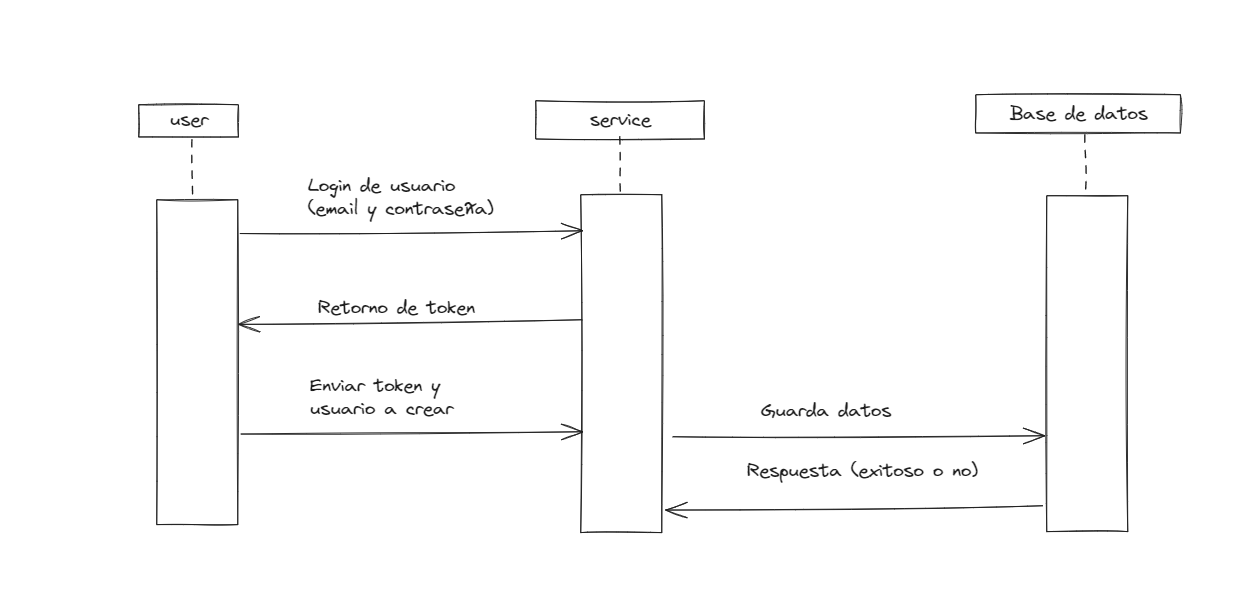 user
service
Base de datos
Login de usuario
(email y contraseña)
Retorno de token
Enviar token y
usuario a crear
Guarda datos
Respuesta (exitoso o no)